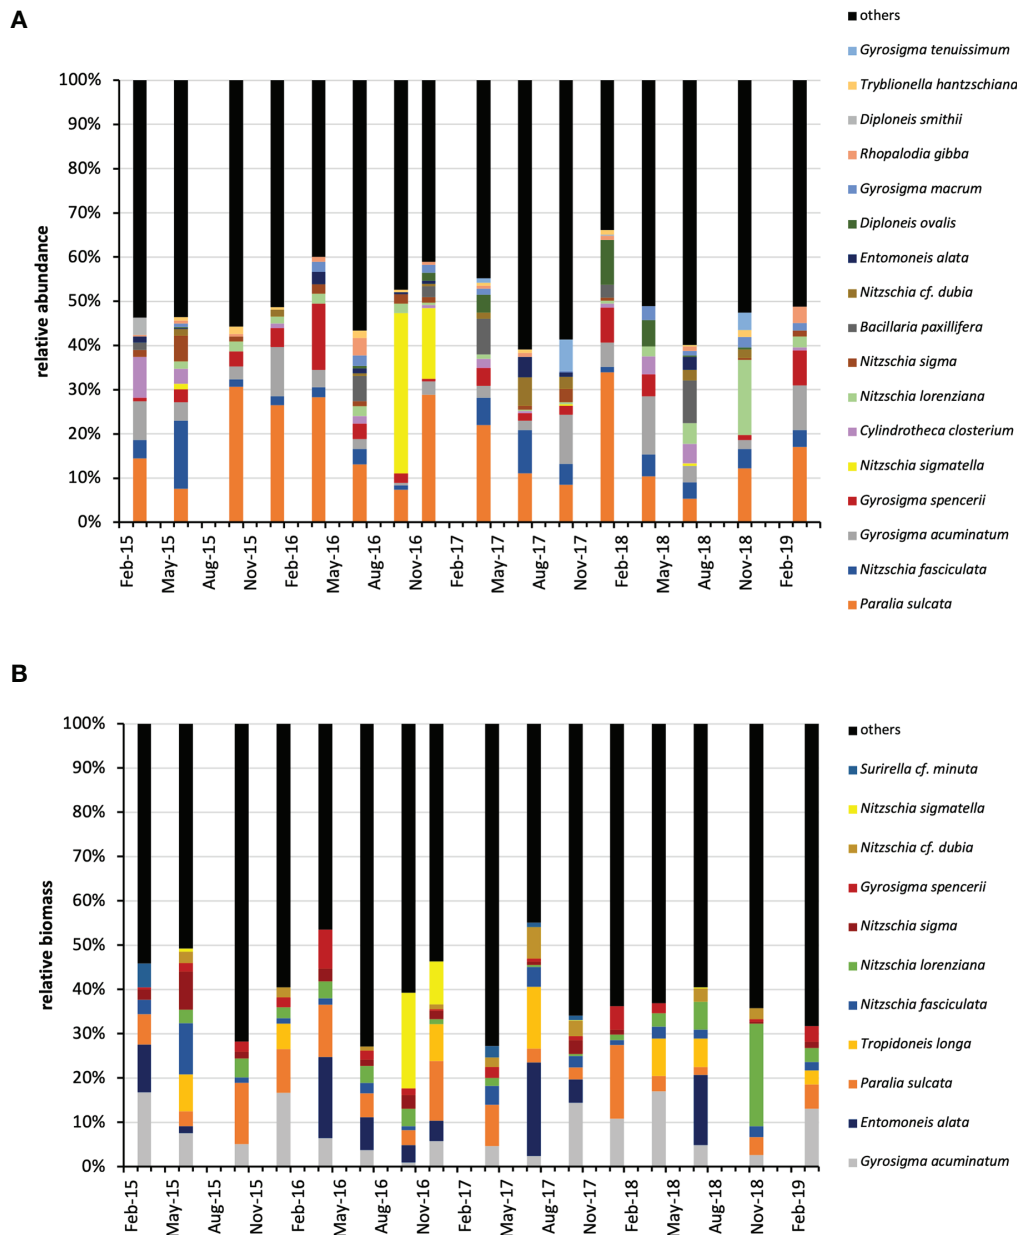 A
relative abundance
100%
90%
80%
70%
60%
50%
40%
30%
20%
10%
0%
Feb-15
May-15
Aug-15
Nov-15
Feb-16
May-16
Aug-16
Nov-16
Feb-17
May-17
Aug-17
Nov-17
Feb-18
May-18
Aug-18
Nov-18
Feb-19
others
Gyrosigma tenuissimum
Tryblionella hantzschiana
Diploneis smithii
Rhopalodia gibba
Gyrosigma macrum
Diploneis ovalis
Entomoneis alata
Nitzschia cf. dubia
Bacillaria paxillifera
Nitzschia sigma
Nitzschia lorenziana
Cylindrotheca closterium
Nitzschia sigmatella
Gyrosigma spencerii
Gyrosigma acuminatum
Nitzschia fasciculata
Paralia sulcata
B
relative biomass
100%
90%
80%
70%
60%
50%
40%
30%
20%
10%
0%
Feb-15
May-15
Aug-15
Nov-15
Feb-16
May-16
Aug-16
Nov-16
Feb-17
May-17
Aug-17
Nov-17
Feb-18
May-18
Aug-18
Nov-18
Feb-19
others
Surirella cf. minuta
Nitzschia sigmatella
Nitzschia cf. dubia
Gyrosigma spencerii
Nitzschia sigma
Nitzschia lorenziana
Nitzschia fasciculata
Tropidoneis longa
Paralia sulcata
Entomoneis alata
Gyrosigma acuminatum